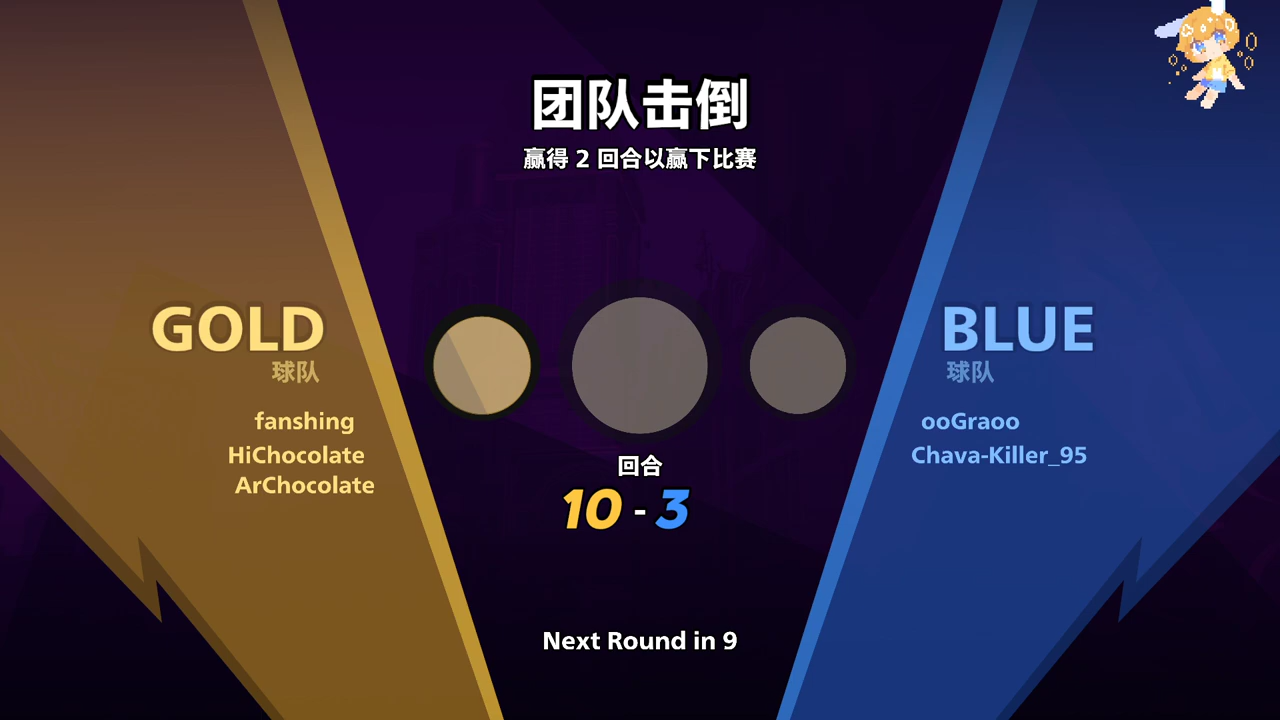 团队击倒
赢得 2 回合以赢下比赛
GOLD
球队
fanshing
HiChocolate
ArChocolate
BLUE
球队
ooGraoo
Chava-Killer_95
回合
10 - 3
Next Round in 9